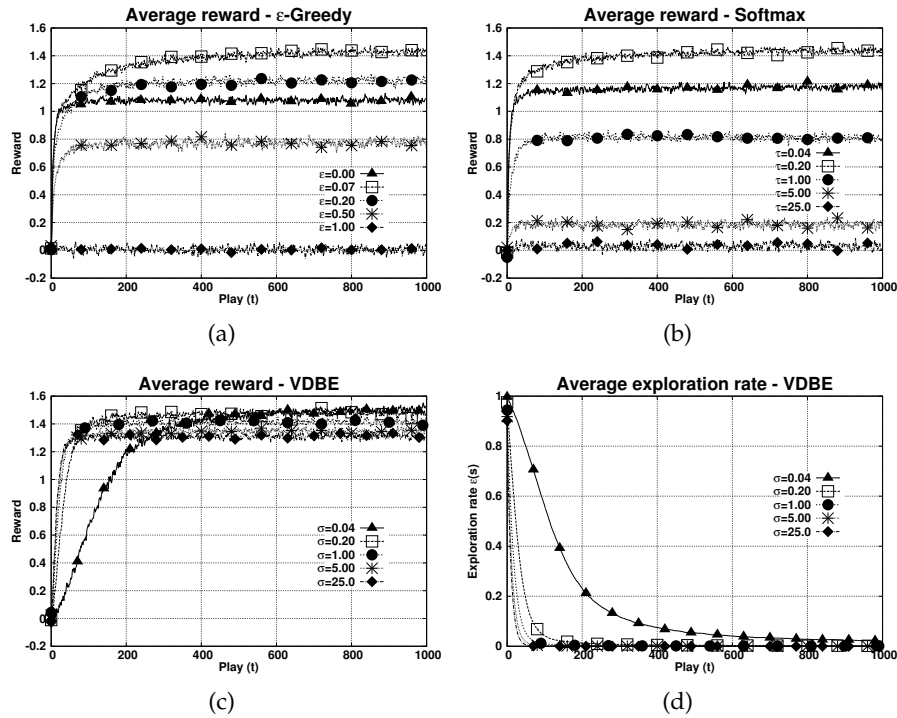 Average reward - ε-Greedy
Reward
1.6
1.4
1.2
1
0.8
0.6
0.4
0.2
0
-0.2
ε=0.00
ε=0.07
ε=0.20
ε=0.50
ε=1.00
0 200 400 600 800 1000
Play (t)
(a)
Average reward - Softmax
Reward
1.6
1.4
1.2
1
0.8
0.6
0.4
0.2
0
-0.2
τ=0.04
τ=0.20
τ=1.00
τ=5.00
τ=25.0
0 200 400 600 800 1000
Play (t)
(b)
Average reward - VDBE
Reward
1.6
1.4
1.2
1
0.8
0.6
0.4
0.2
0
-0.2
σ=0.04
σ=0.20
σ=1.00
σ=5.00
σ=25.0
0 200 400 600 800 1000
Play (t)
(c)
Average exploration rate - VDBE
Exploration rate ε(s)
1
0.8
0.6
0.4
0.2
0
σ=0.04
σ=0.20
σ=1.00
σ=5.00
σ=25.0
0 200 400 600 800 1000
Play (t)
(d)